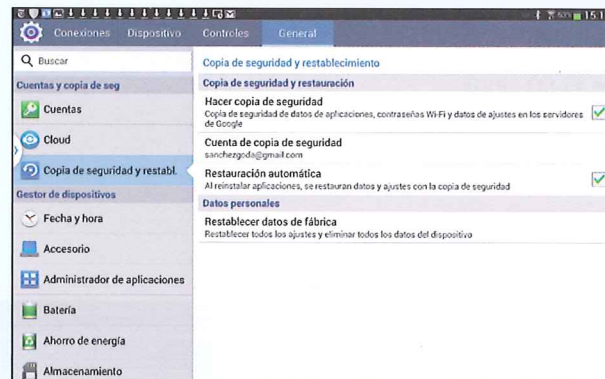 60% 15:1
Conexiones Dispositivo Controles General
Buscar
Cuentas y copia de seg
Cuentas
Cloud
Copia de seguridad y restabl.
Gestor de dispositivos
Fecha y hora
Accesorio
Administrador de aplicaciones
Batería
Ahorro de energía
Almacenamiento
Copia de seguridad y restablecimiento
Copia de seguridad y restauración
Hacer copia de seguridad
Copia de seguridad de datos de aplicaciones, contraseñas Wi-Fi y datos de ajustes en los servidores
de Google
Cuenta de copia de seguridad
sanchezgoda@gmail.com
Restauración automática
Al reinstalar aplicaciones, se restauran datos y ajustes con la copia de seguridad
Datos personales
Restablecer datos de fábrica
Restablecer todos los ajustes y eliminar todos los datos del dispositivo